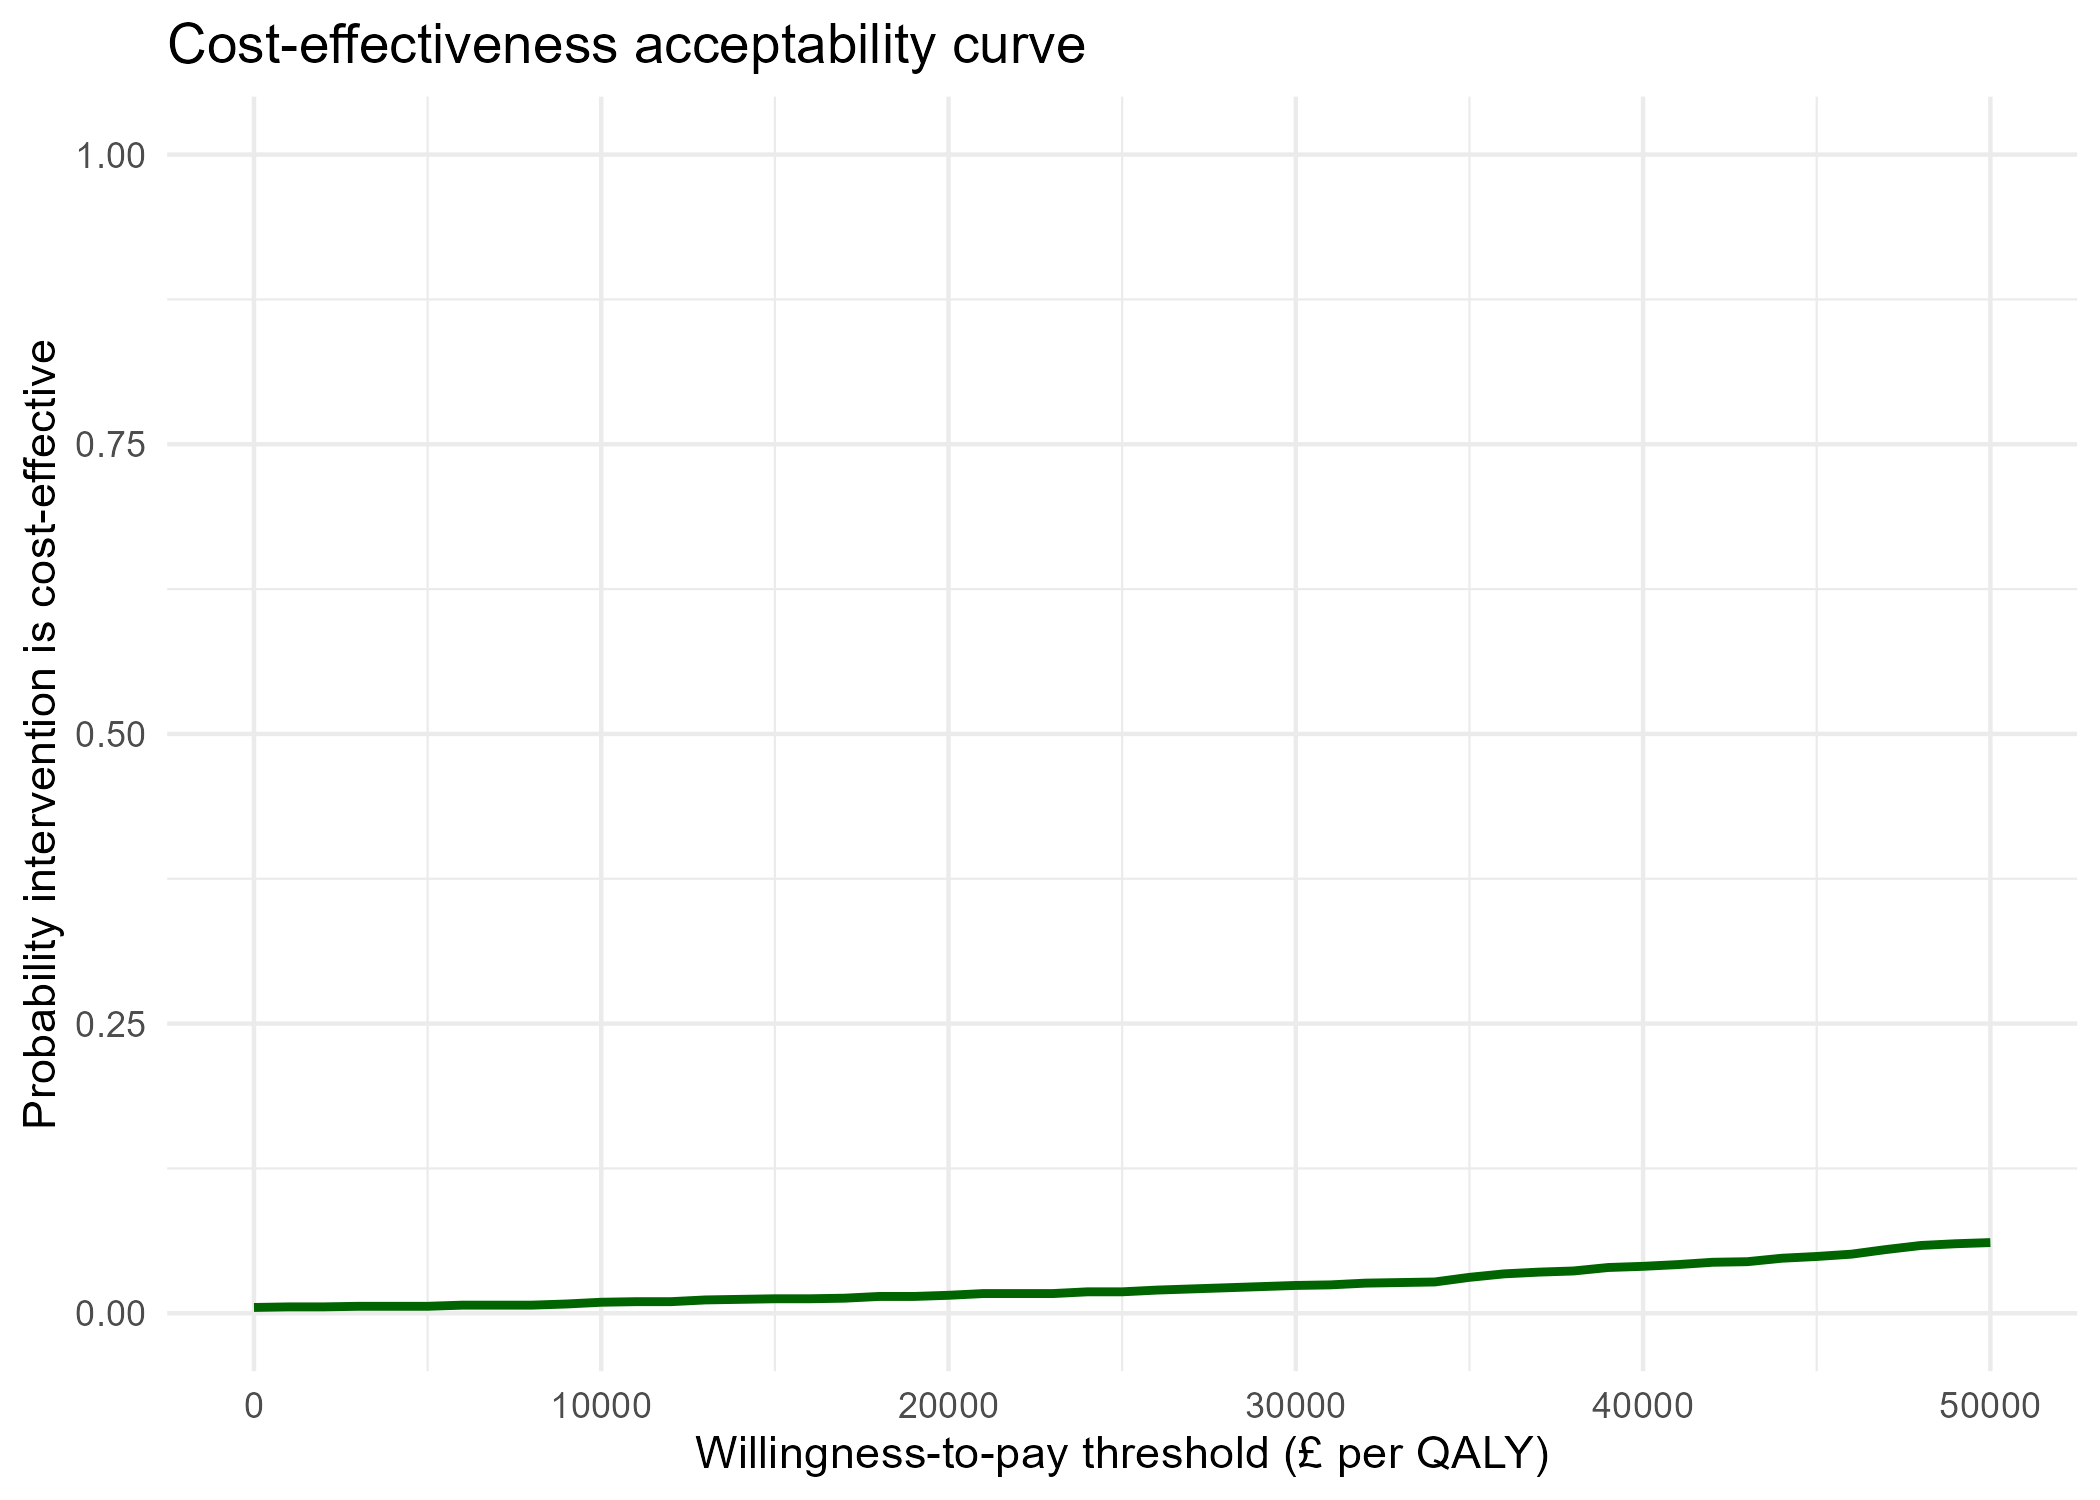 Cost-effectiveness acceptability curve
Probability intervention is cost-effective
1.00
0.75
0.50
0.25
0.00
0 10000 20000 30000 40000 50000
Willingness-to-pay threshold (£ per QALY)